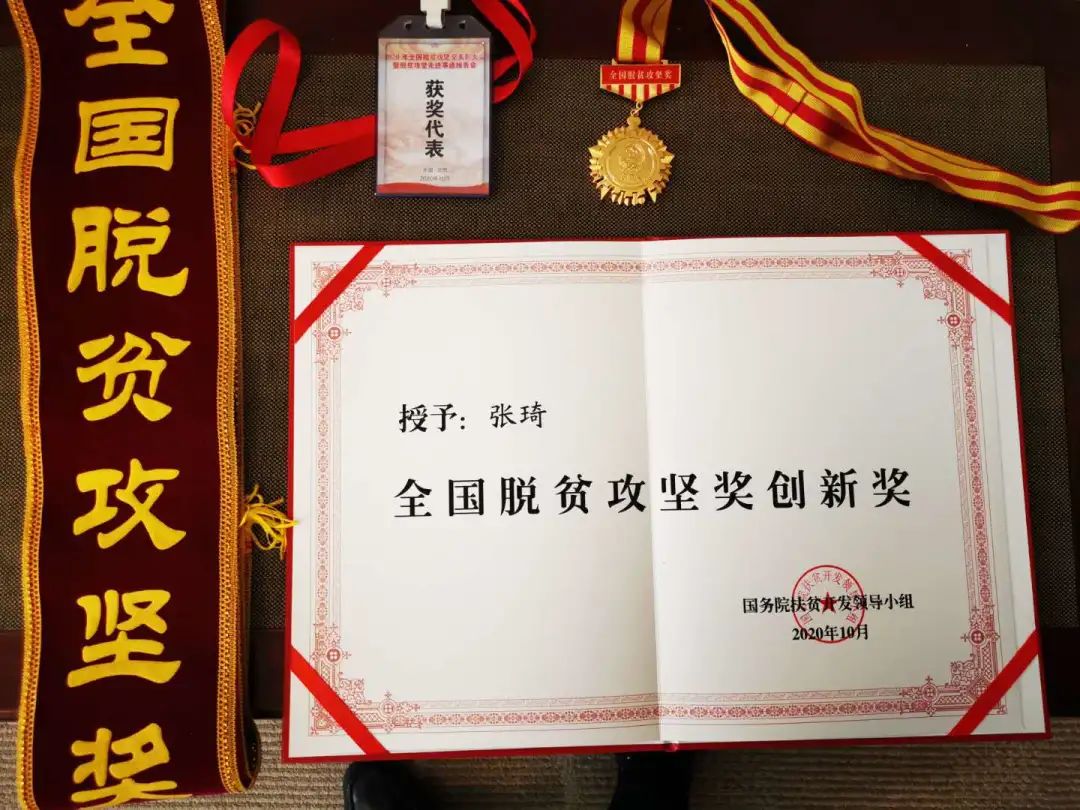 全国脱贫攻坚奖
获奖代表
全国脱贫攻坚奖
授予：张琦
全国脱贫攻坚奖创新奖
国务院扶贫开发领导小组
2020年10月